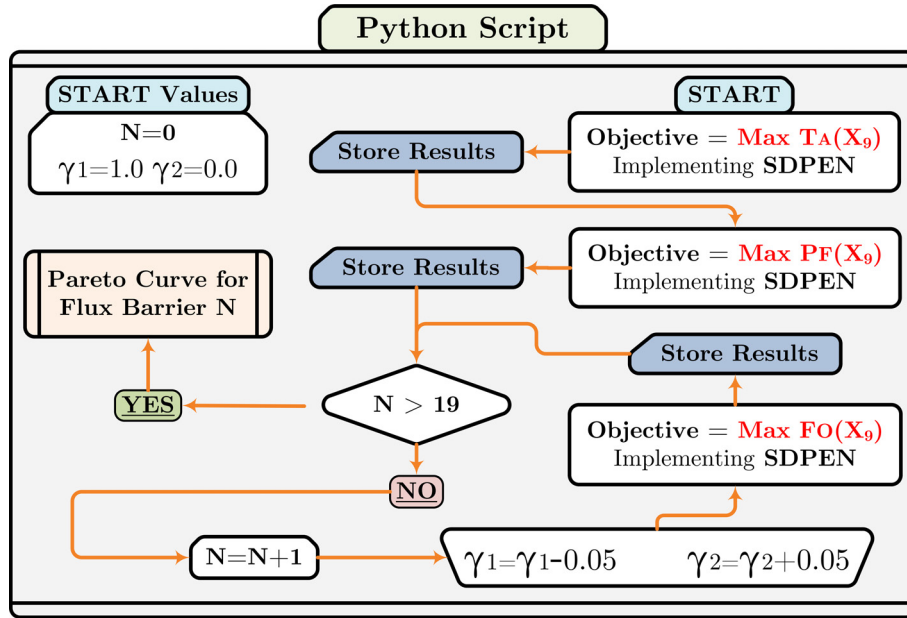 Python Script
START Values
N=0
γ1=1.0 γ2=0.0
START
Objective = Max TA(X9)
Implementing SDPEN
Store Results
Objective = Max PF(X9)
Implementing SDPEN
Store Results
Pareto Curve for
Flux Barrier N
Store Results
YES
N > 19
Objective = Max FO(X9)
Implementing SDPEN
NO
N=N+1
γ1=γ1-0.05 γ2=γ2+0.05